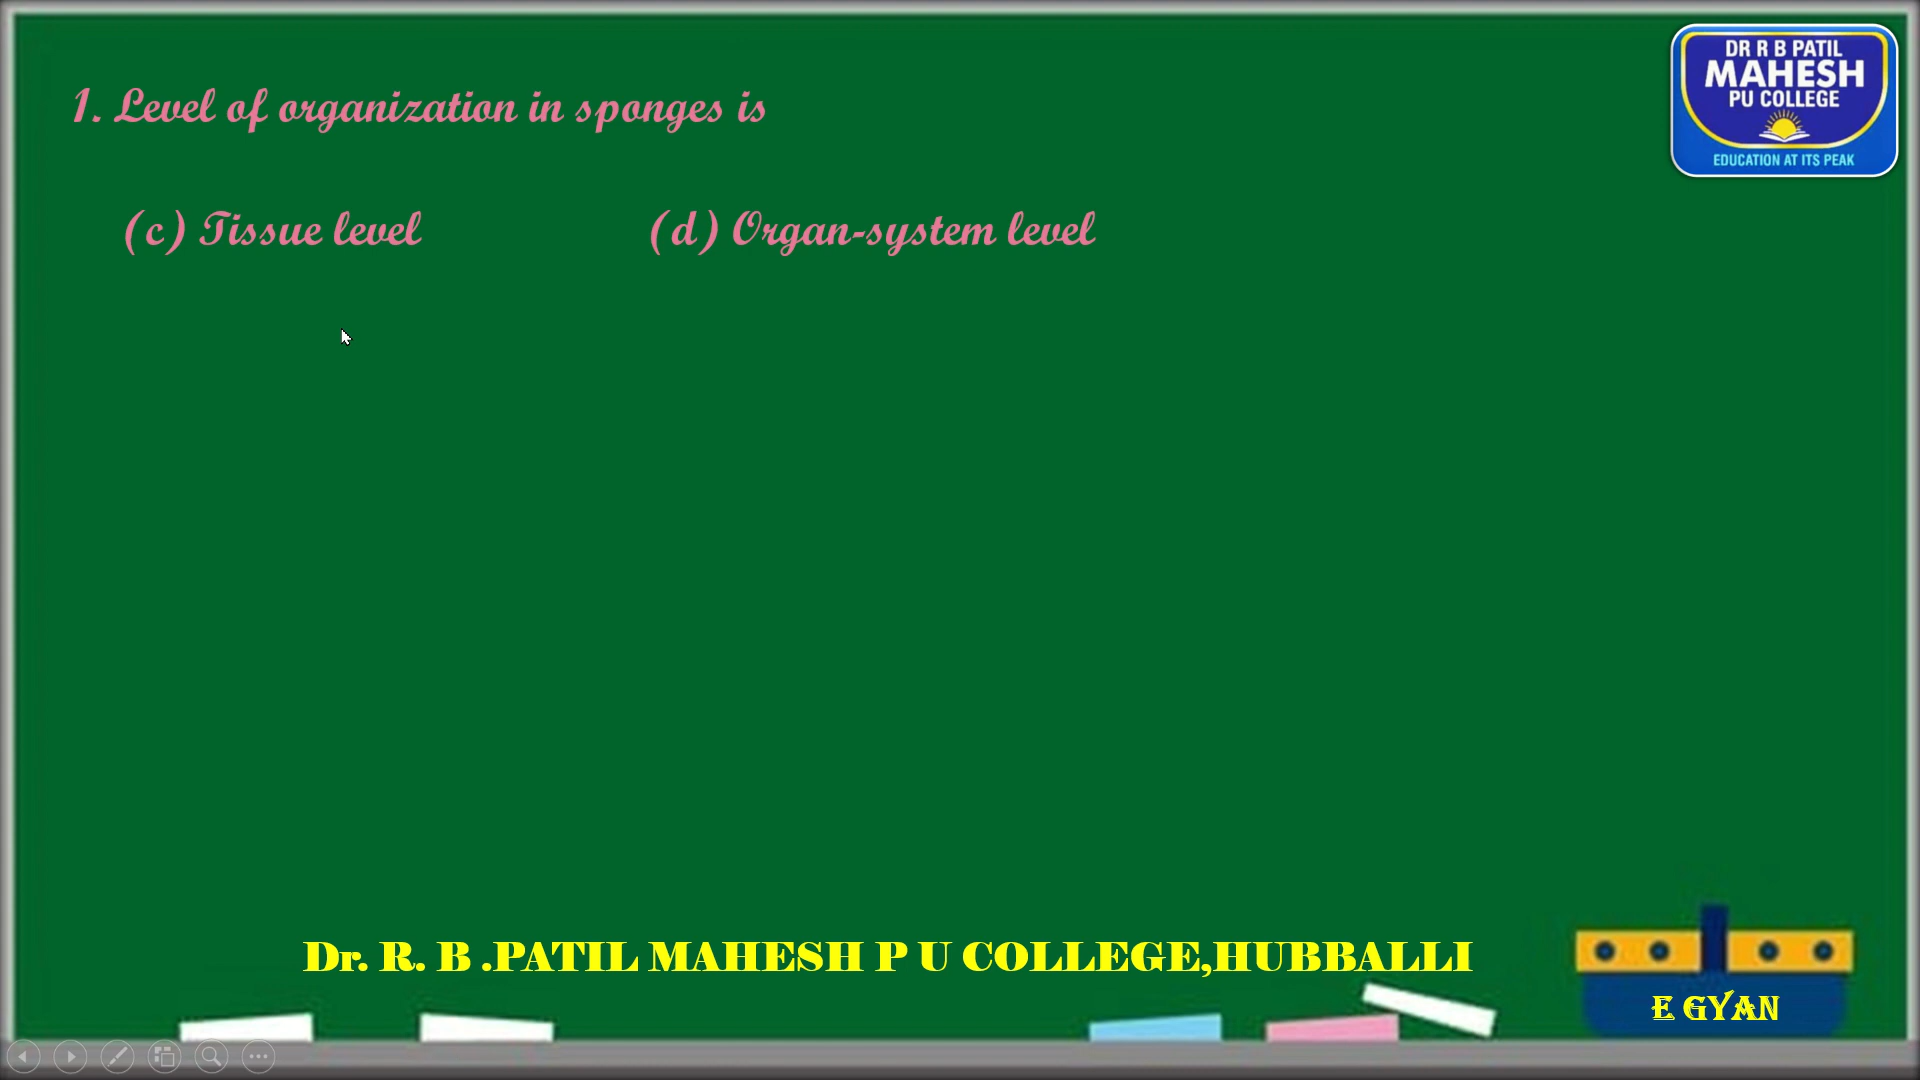 DR R B PATIL
MAHESH
PU COLLEGE
EDUCATION AT ITS PEAK
1. Level of organization in sponges is
(c) Tissue level (d) Organ-system level
Dr. R. B .PATIL MAHESH P U COLLEGE,HUBBALLI
E GYAN